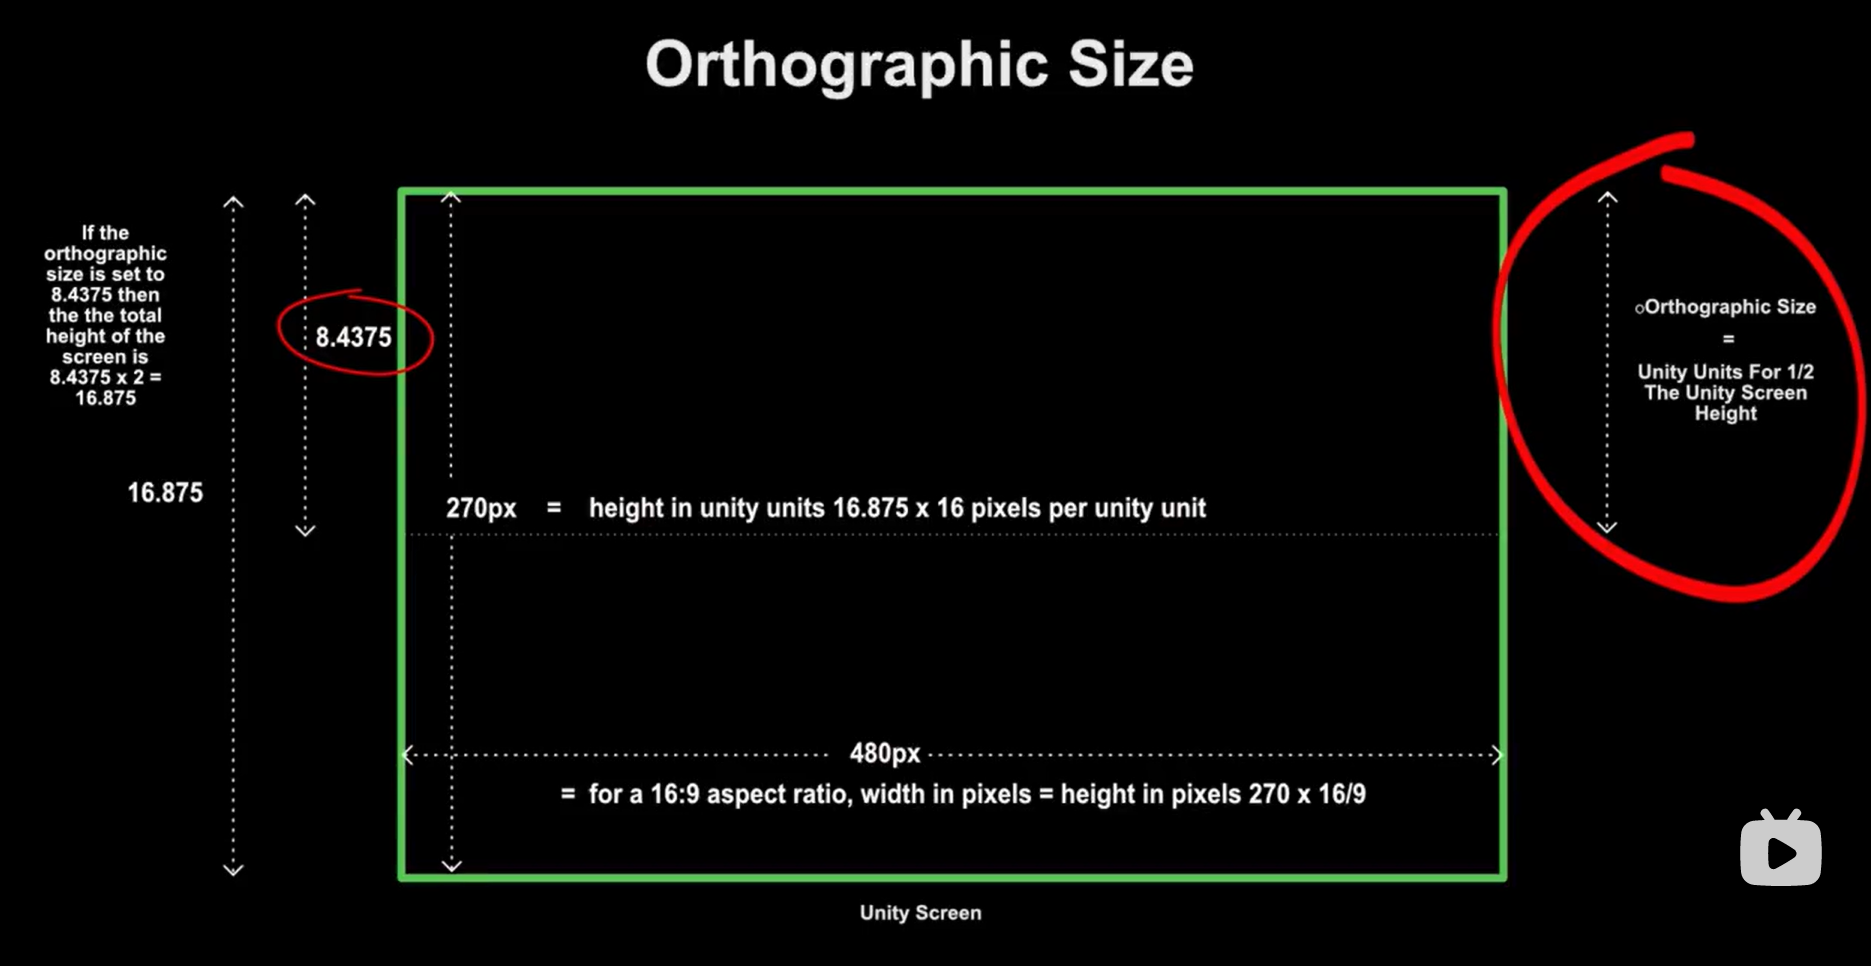 Orthographic Size
If the
orthographic
size is set to
8.4375 then
the the total
height of the
screen is
8.4375 x 2 =
16.875
8.4375
16.875
270px = height in unity units 16.875 x 16 pixels per unity unit
Orthographic Size
=
Unity Units For 1/2
The Unity Screen
Height
480px
= for a 16:9 aspect ratio, width in pixels = height in pixels 270 x 16/9
Unity Screen